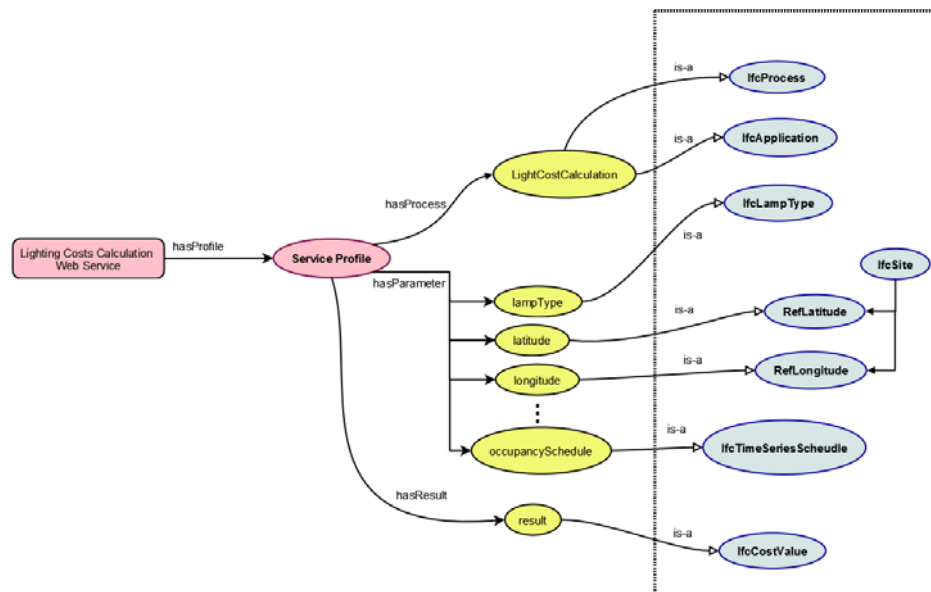 is-a
IfcProcess
is-a
IfcApplication
LightCostCalculation
hasProcess
IfcLampType
is-a
hasProfile
Lighting Costs Calculation
Web Service
Service Profile
IfcSite
hasParameter
lampType
is-a
RefLatitude
latitude
is-a
RefLongitude
longitude
is-a
IfcTimeSeriesScheudle
occupancySchedule
hasResult
result
is-a
IfcCostValue